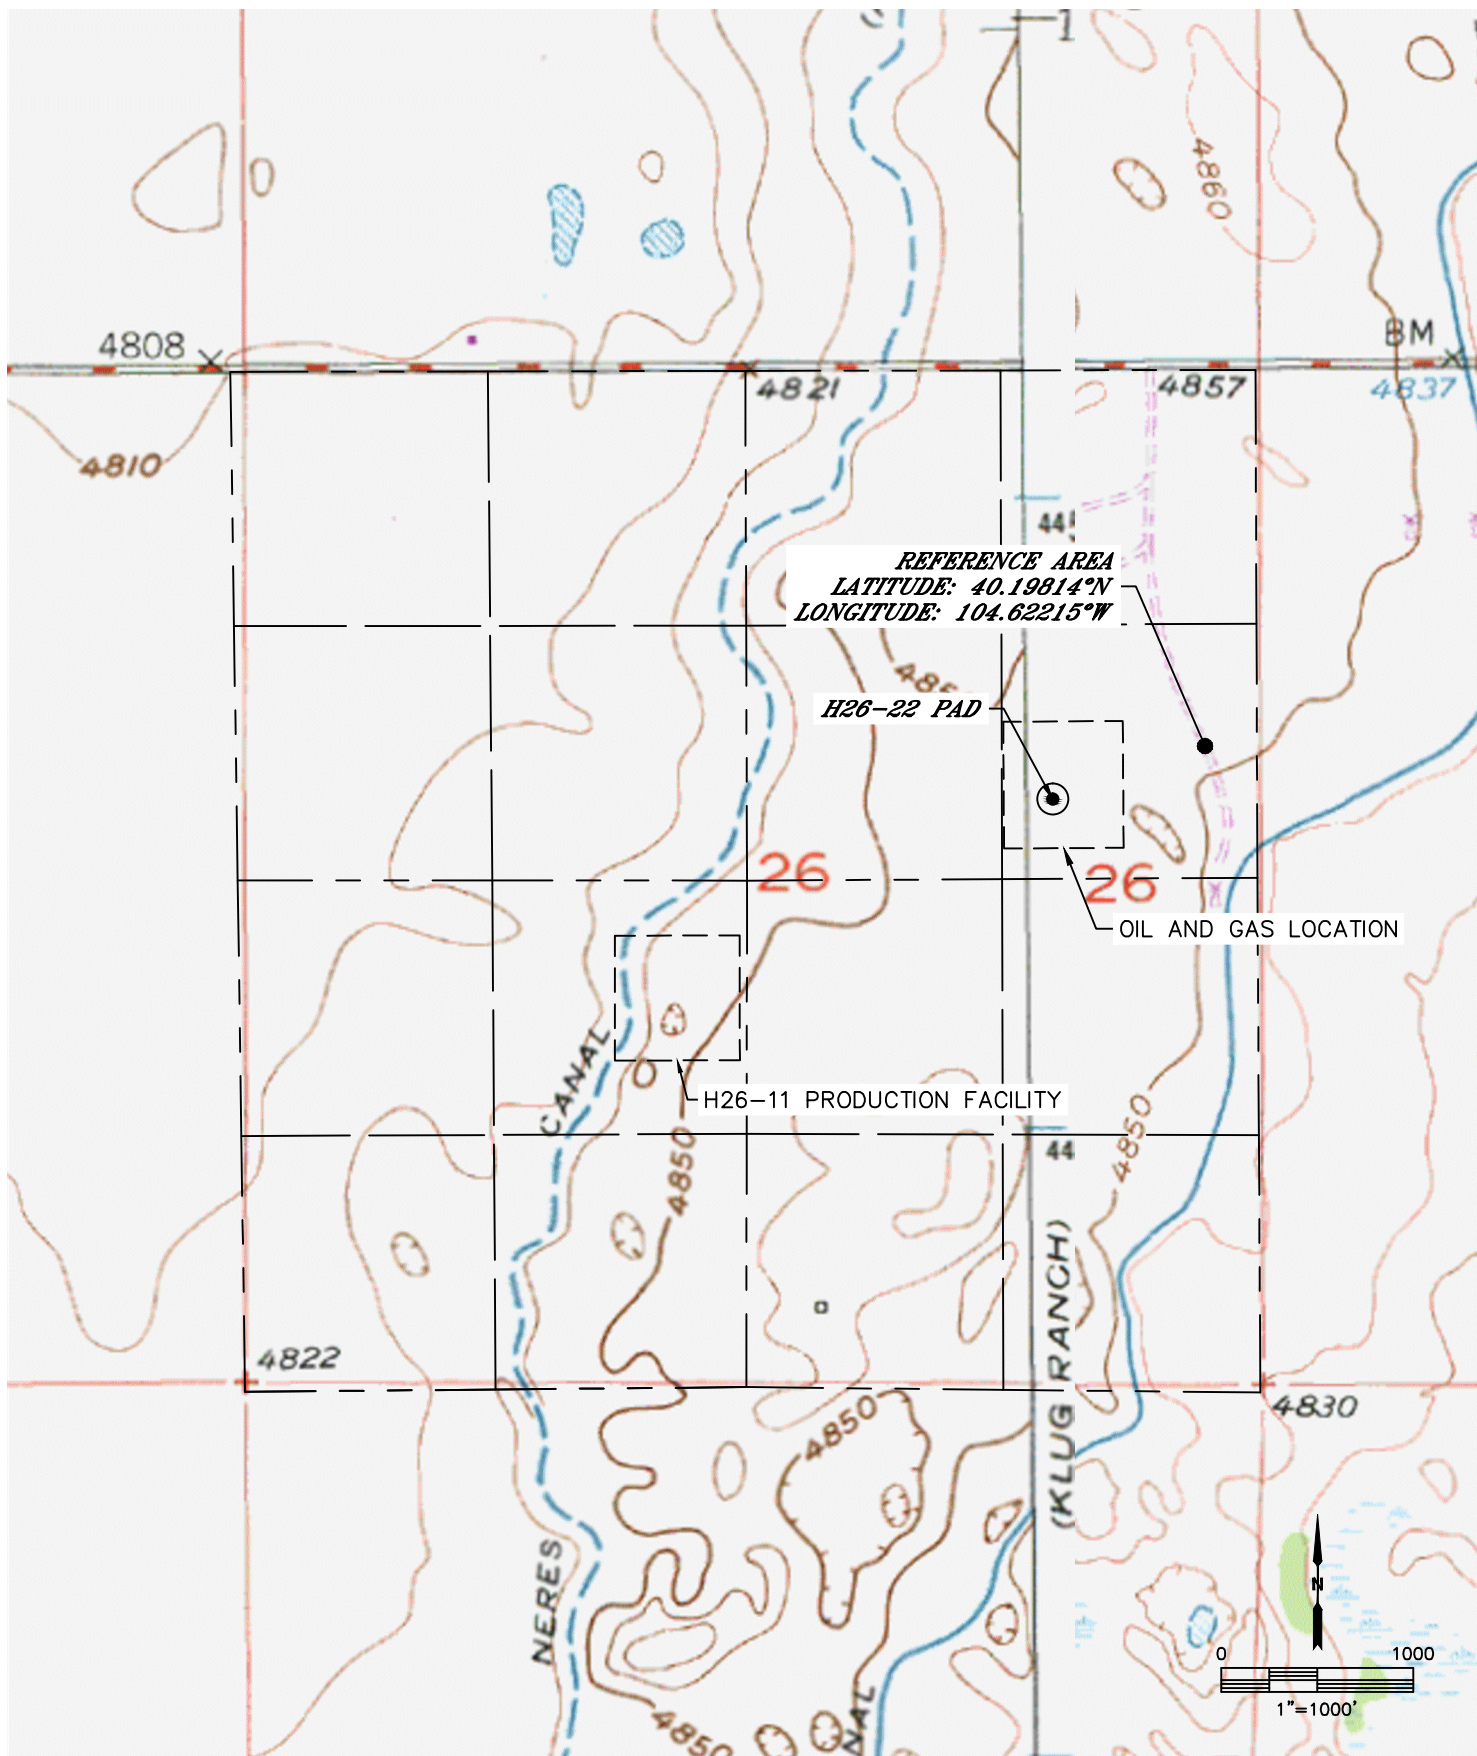 4860
4808
BM
4821
4857
4837
4810
REFERENCE AREA
LATITUDE: 40.19814°N
LONGITUDE: 104.62215°W
H26-22 PAD
26
26
OIL AND GAS LOCATION
CANAL
H26-11 PRODUCTION FACILITY
4850
4850
44
(KLUG RANCH)
4822
4830
4850
NERES
4850
NAL
N
0 1000
1"=1000'